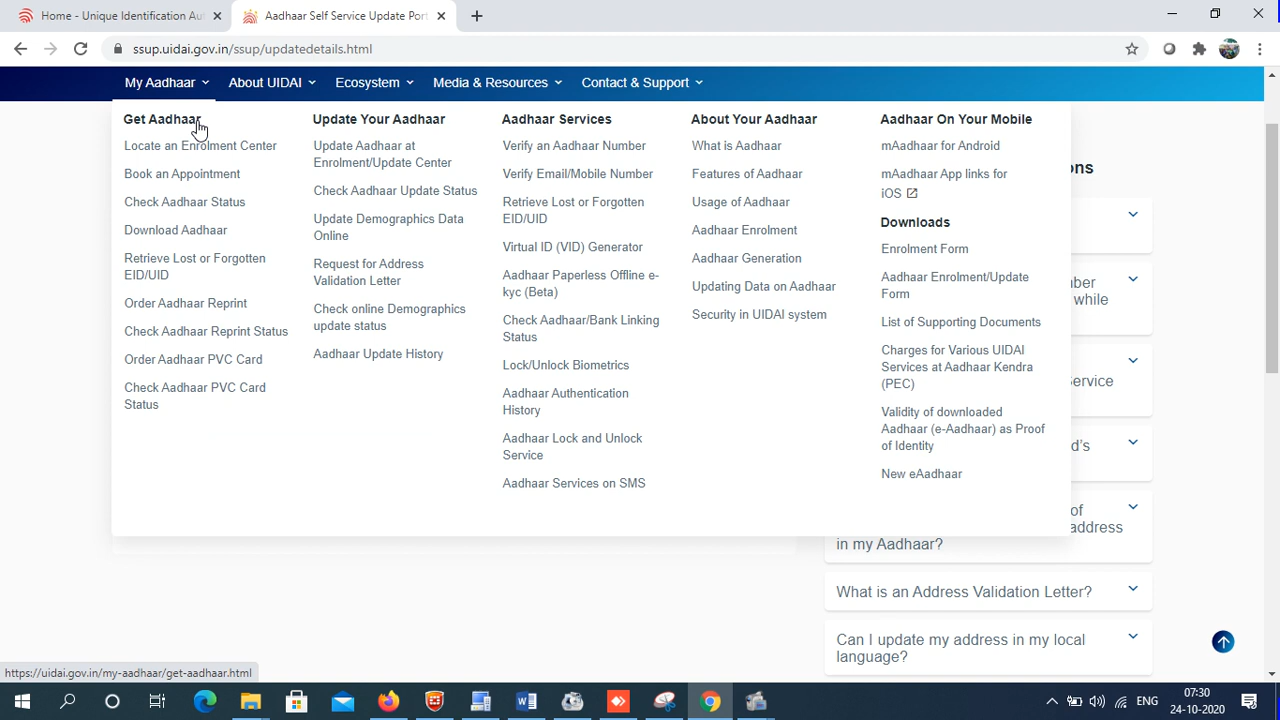 Home - Unique Identification Aut
Aadhaar Self Service Update Port
ssup.uidai.gov.in/ssup/updatedetails.html
My Aadhaar
About UIDAI
Ecosystem
Media & Resources
Contact & Support
Get Aadhaar
Locate an Enrolment Center
Book an Appointment
Check Aadhaar Status
Download Aadhaar
Retrieve Lost or Forgotten
EID/UID
Order Aadhaar Reprint
Check Aadhaar Reprint Status
Order Aadhaar PVC Card
Check Aadhaar PVC Card
Status
Update Your Aadhaar
Update Aadhaar at
Enrolment/Update Center
Check Aadhaar Update Status
Update Demographics Data
Online
Request for Address
Validation Letter
Check online Demographics
update status
Aadhaar Update History
Aadhaar Services
Verify an Aadhaar Number
Verify Email/Mobile Number
Retrieve Lost or Forgotten
EID/UID
Virtual ID (VID) Generator
Aadhaar Paperless Offline e-
kyc (Beta)
Check Aadhaar/Bank Linking
Status
Lock/Unlock Biometrics
Aadhaar Authentication
History
Aadhaar Lock and Unlock
Service
Aadhaar Services on SMS
About Your Aadhaar
What is Aadhaar
Features of Aadhaar
Usage of Aadhaar
Aadhaar Enrolment
Aadhaar Generation
Updating Data on Aadhaar
Security in UIDAI system
Aadhaar On Your Mobile
mAadhaar for Android
mAadhaar App links for
iOS
Downloads
Enrolment Form
Aadhaar Enrolment/Update
Form
List of Supporting Documents
Charges for Various UIDAI
Services at Aadhaar Kendra
(PEC)
Validity of downloaded
Aadhaar (e-Aadhaar) as Proof
of Identity
New eAadhaar
ns
ber
while
ervice
d's
of
address
in my Aadhaar?
What is an Address Validation Letter?
Can I update my address in my local
language?
https://uidai.gov.in/my-aadhaar/get-aadhaar.html
ENG
07:30
24-10-2020